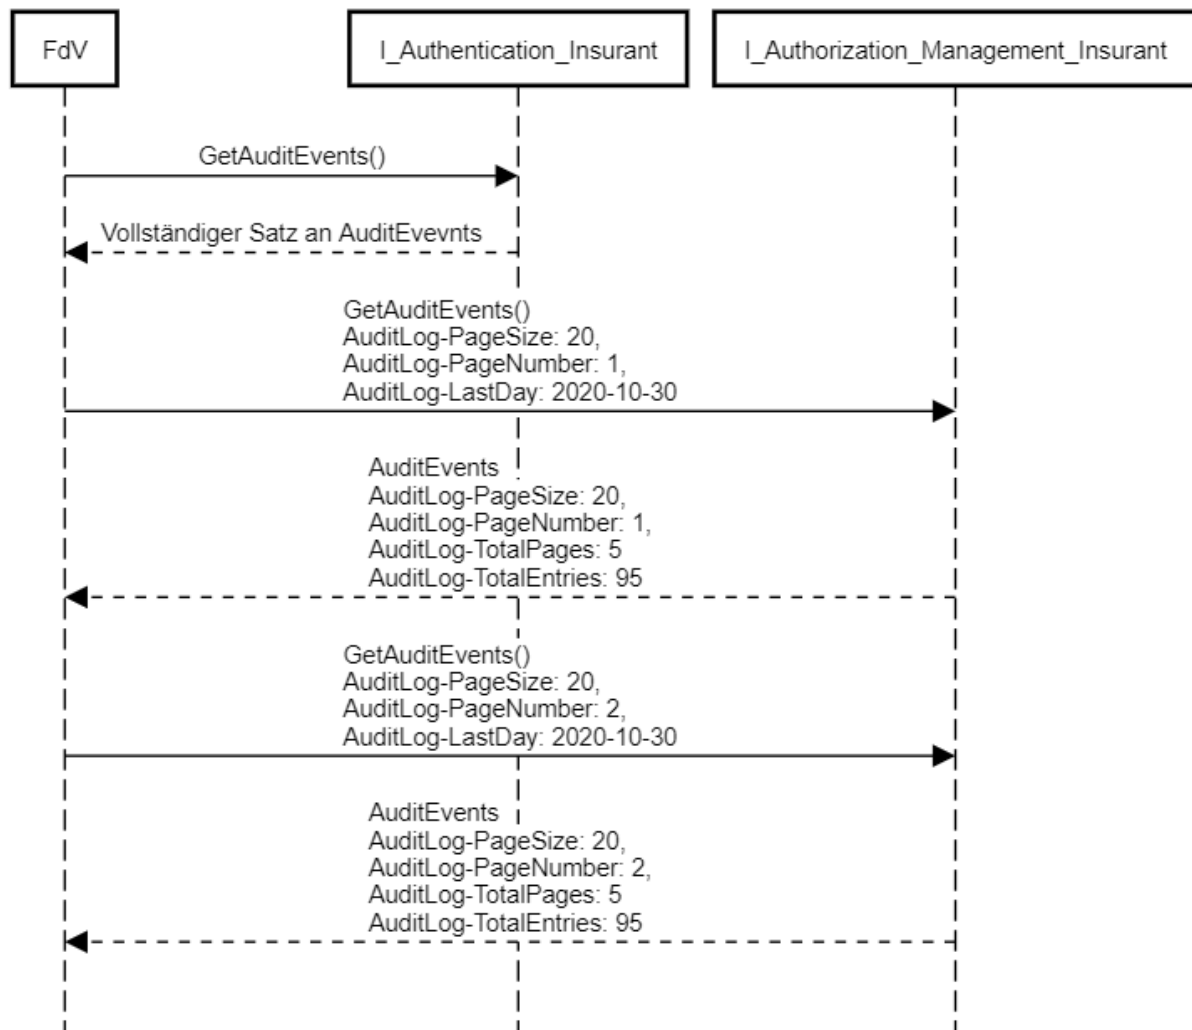 FdV
I_Authentication_Insurant
I_Authorization_Management_Insurant
GetAuditEvents()
Vollständiger Satz an AuditEvevnts
GetAuditEvents()
AuditLog-PageSize: 20,
AuditLog-PageNumber: 1,
AuditLog-LastDay: 2020-10-30
AuditEvents
AuditLog-PageSize: 20,
AuditLog-PageNumber: 1,
AuditLog-TotalPages: 5
AuditLog-TotalEntries: 95
GetAuditEvents()
AuditLog-PageSize: 20,
AuditLog-PageNumber: 2,
AuditLog-LastDay: 2020-10-30
AuditEvents
AuditLog-PageSize: 20,
AuditLog-PageNumber: 2,
AuditLog-TotalPages: 5
AuditLog-TotalEntries: 95